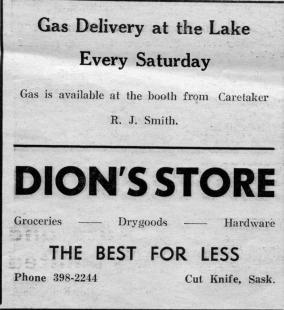 Gas Delivery at the Lake
Every Saturday
Gas is available at the booth from Caretaker
R. J. Smith.
DION'S STORE
Groceries — Drygoods — Hardware
THE BEST FOR LESS
Phone 398-2244 Cut Knife, Sask.